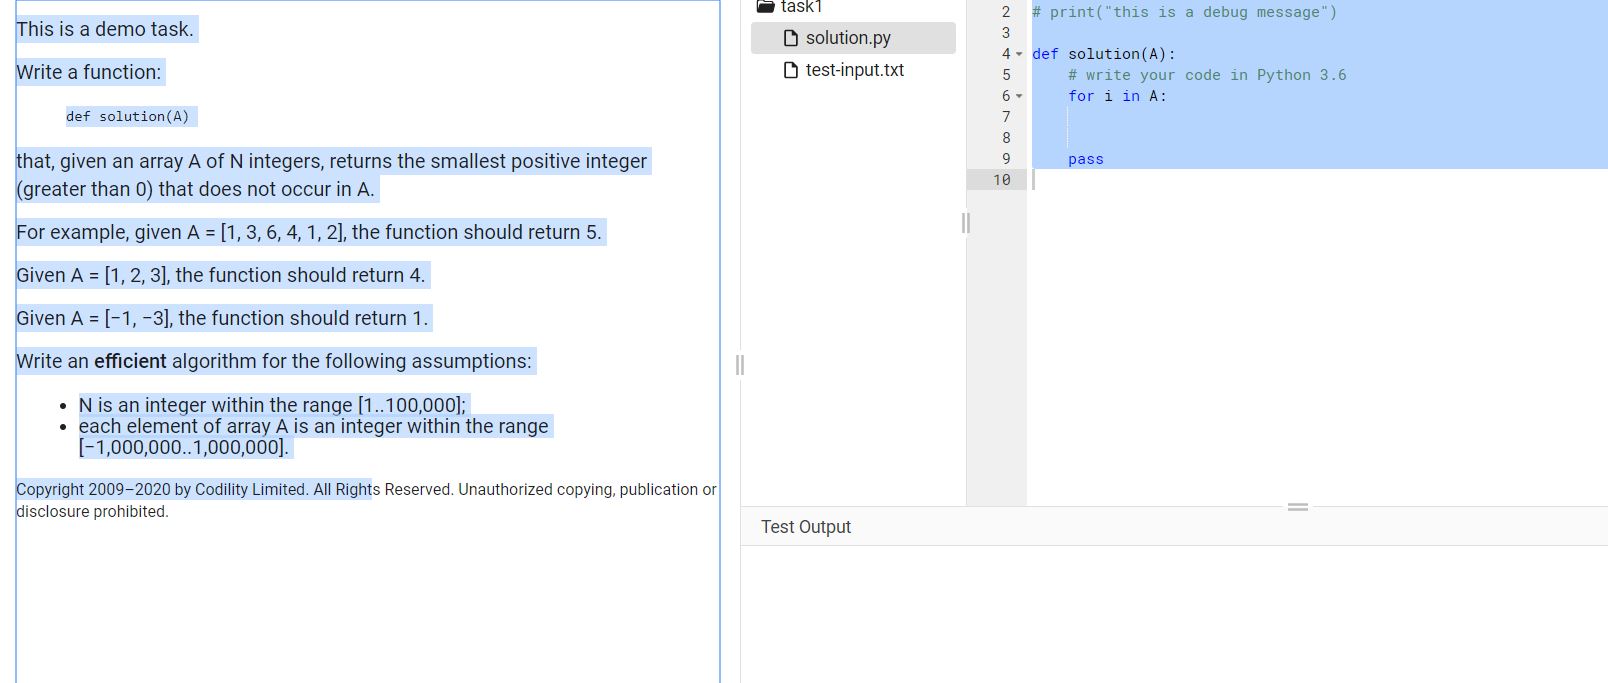 This is a demo task.
Write a function:
def solution(A)
that, given an array A of N integers, returns the smallest positive integer
(greater than 0) that does not occur in A.
For example, given A = [1, 3, 6, 4, 1, 2], the function should return 5.
Given A = [1, 2, 3], the function should return 4.
Given A = [−1, −3], the function should return 1.
Write an efficient algorithm for the following assumptions:
• N is an integer within the range [1..100,000];
• each element of array A is an integer within the range
[−1,000,000..1,000,000].
Copyright 2009–2020 by Codility Limited. All Rights Reserved. Unauthorized copying, publication or
disclosure prohibited.
task1
solution.py
test-input.txt
2 # print("this is a debug message")
3
4 def solution(A):
5 # write your code in Python 3.6
6 for i in A:
7
8
9 pass
10
Test Output